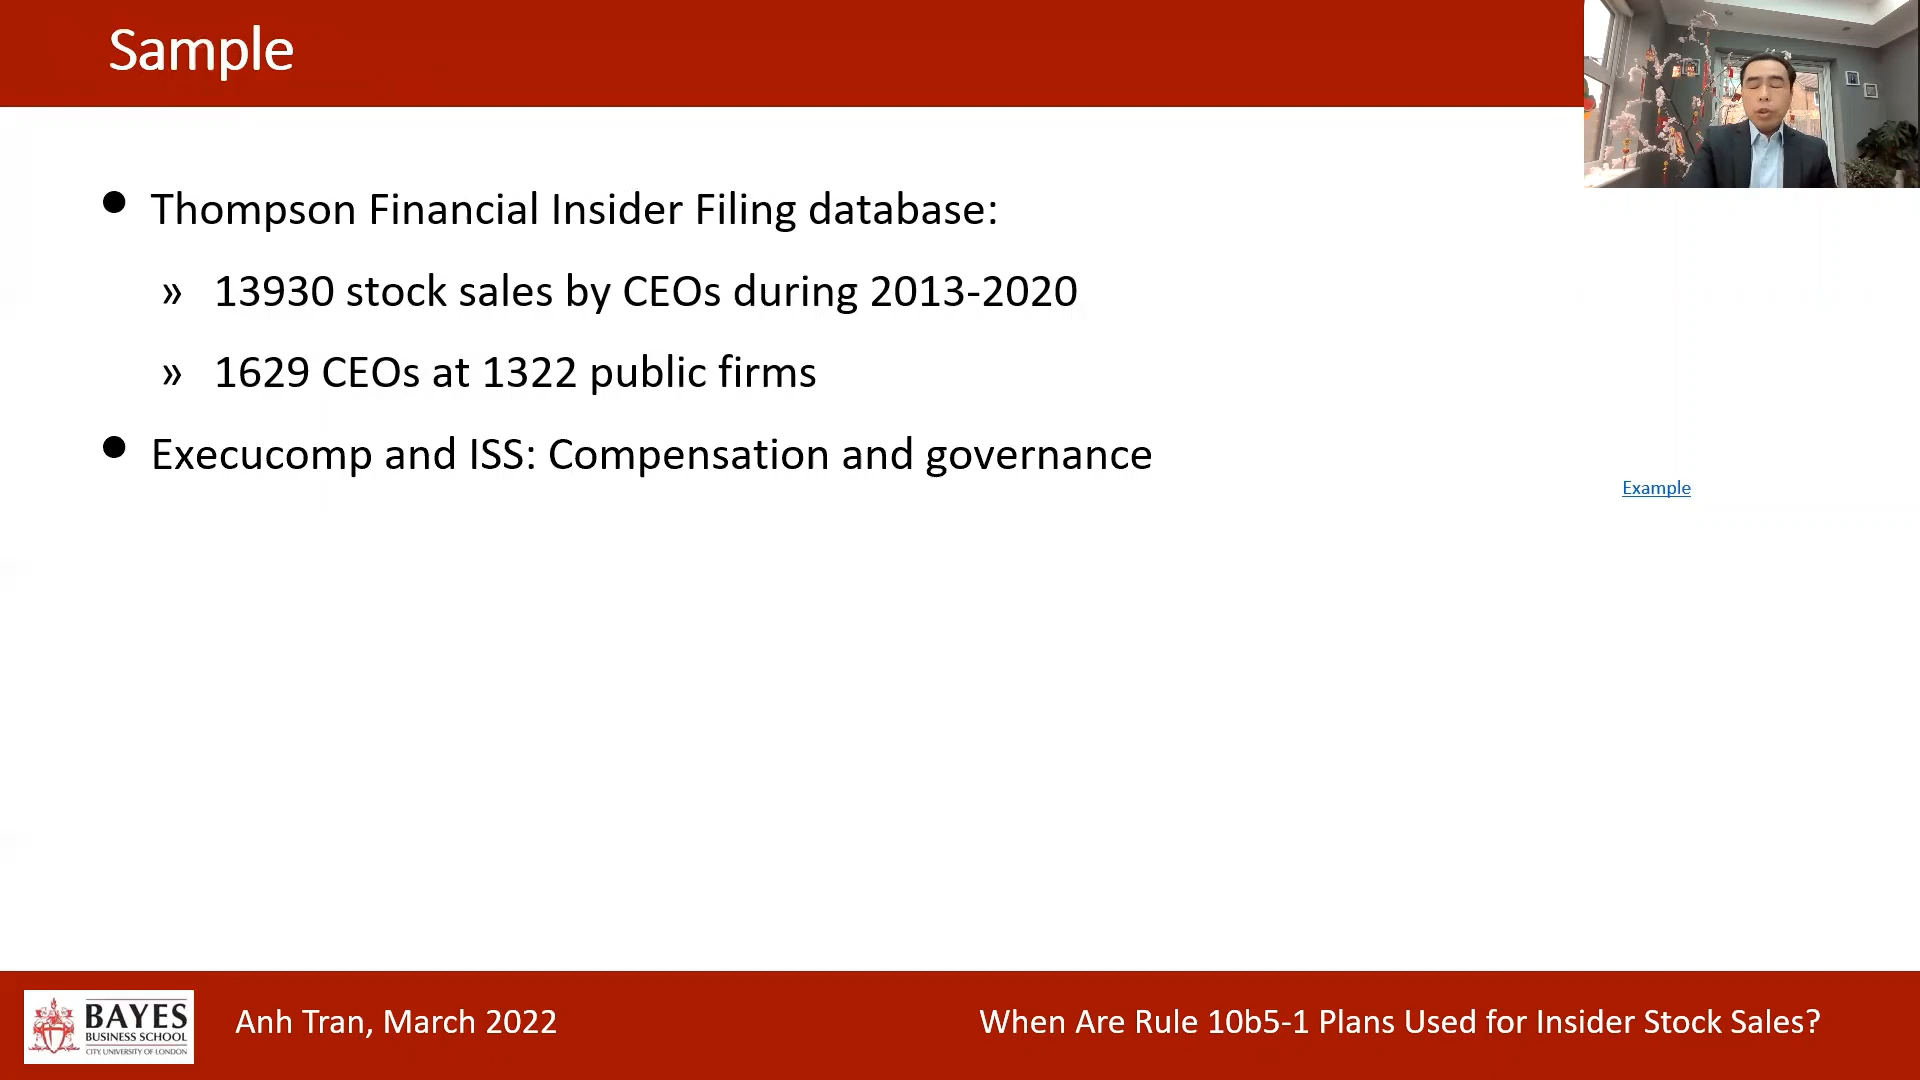 Sample
• Thompson Financial Insider Filing database:
» 13930 stock sales by CEOs during 2013-2020
» 1629 CEOs at 1322 public firms
• Execucomp and ISS: Compensation and governance
Example
BAYES
BUSINESS SCHOOL
CITY, UNIVERSITY OF LONDON
Anh Tran, March 2022
When Are Rule 10b5-1 Plans Used for Insider Stock Sales?